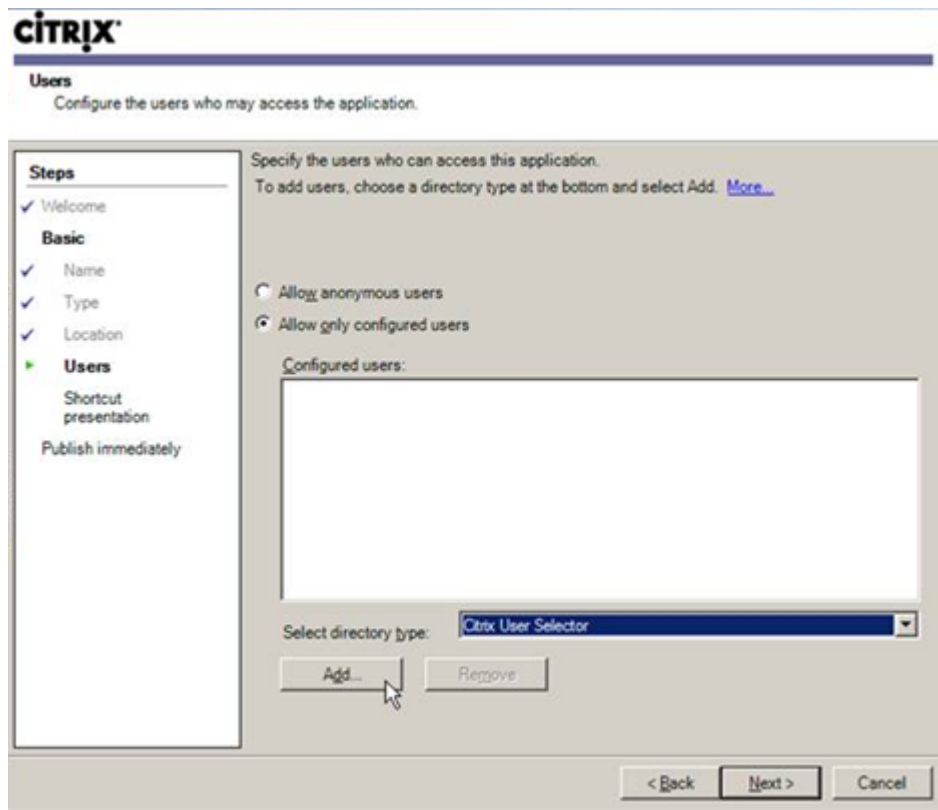 CITRIX
Users
Configure the users who may access the application.
Steps
Welcome
Basic
Name
Type
Location
Users
Shortcut
presentation
Publish immediately
Specify the users who can access this application.
To add users, choose a directory type at the bottom and select Add. More...
Allow anonymous users
Allow only configured users
Configured users:
Select directory type:
Citrix User Selector
Add...
Remove
< Back
Next >
Cancel